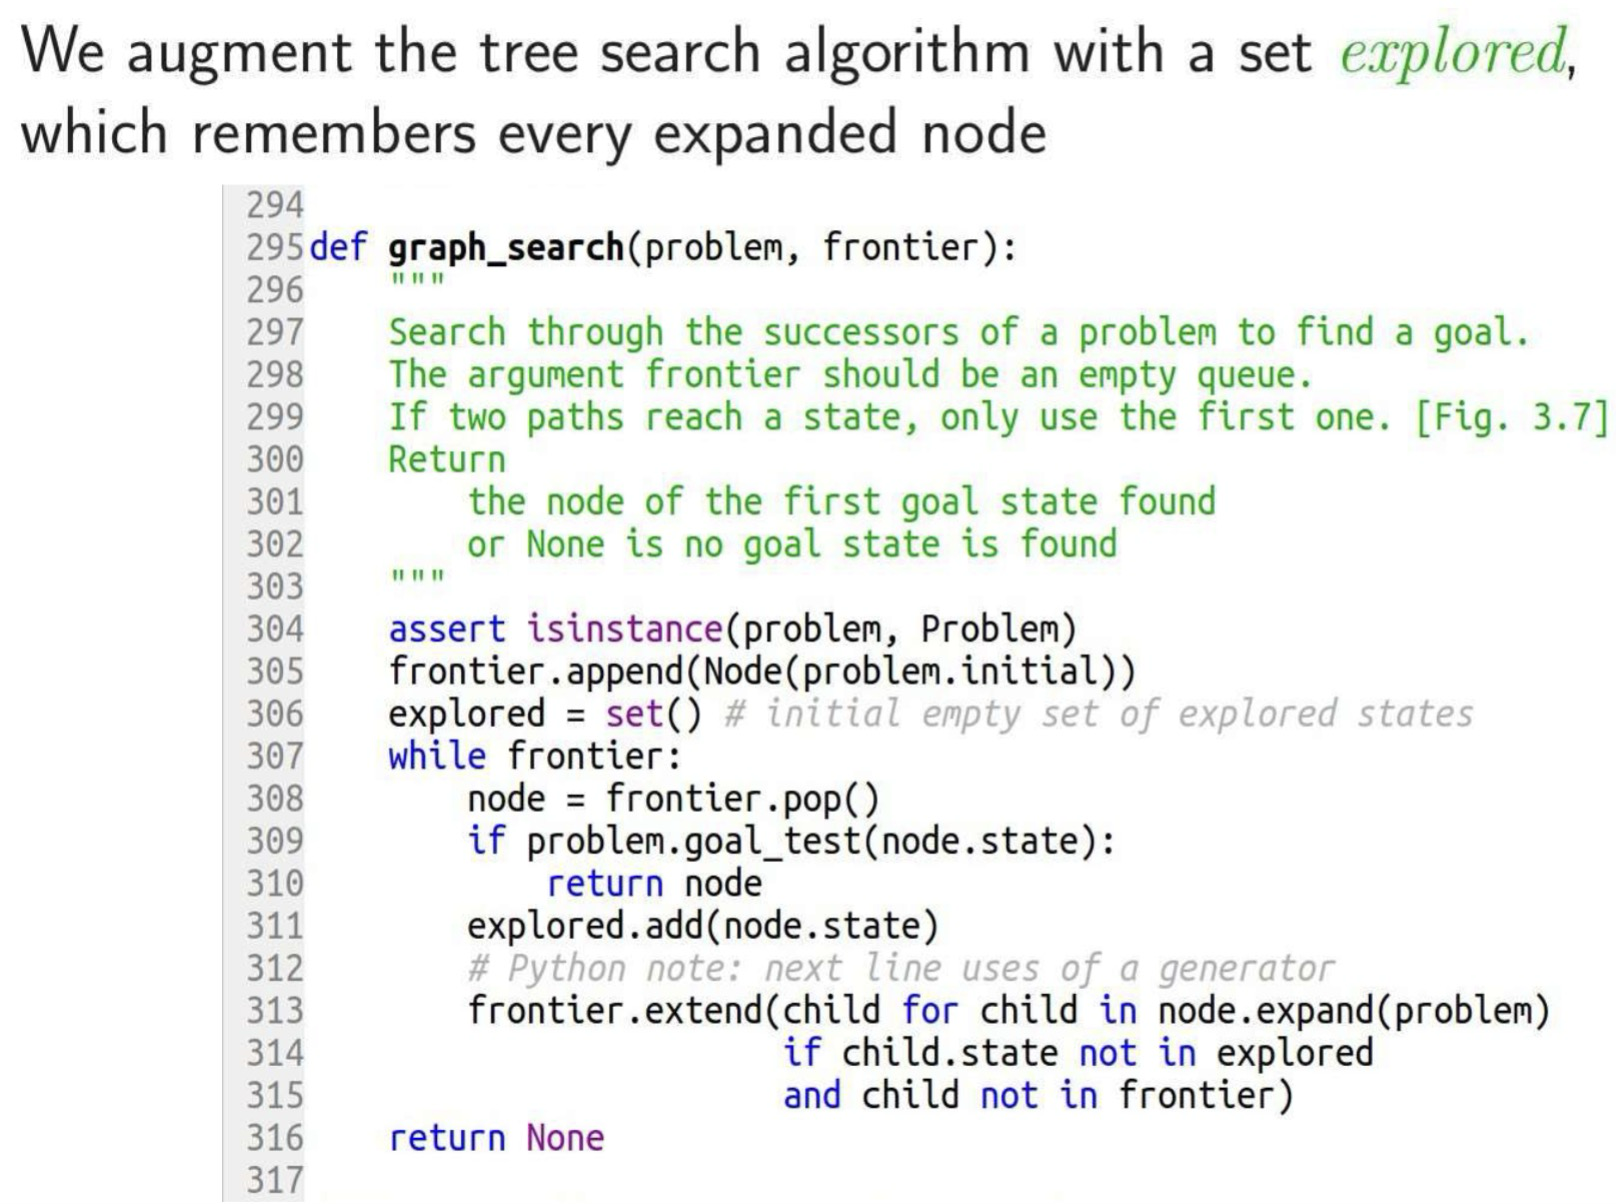 We augment the tree search algorithm with a set explored,
which remembers every expanded node
294
295 def graph_search(problem, frontier):
296     """
297     Search through the successors of a problem to find a goal.
298     The argument frontier should be an empty queue.
299     If two paths reach a state, only use the first one. [Fig. 3.7]
300     Return
301         the node of the first goal state found
302         or None is no goal state is found
303     """
304     assert isinstance(problem, Problem)
305     frontier.append(Node(problem.initial))
306     explored = set() # initial empty set of explored states
307     while frontier:
308         node = frontier.pop()
309         if problem.goal_test(node.state):
310             return node
311         explored.add(node.state)
312         # Python note: next line uses of a generator
313         frontier.extend(child for child in node.expand(problem)
314                         if child.state not in explored
315                         and child not in frontier)
316     return None
317